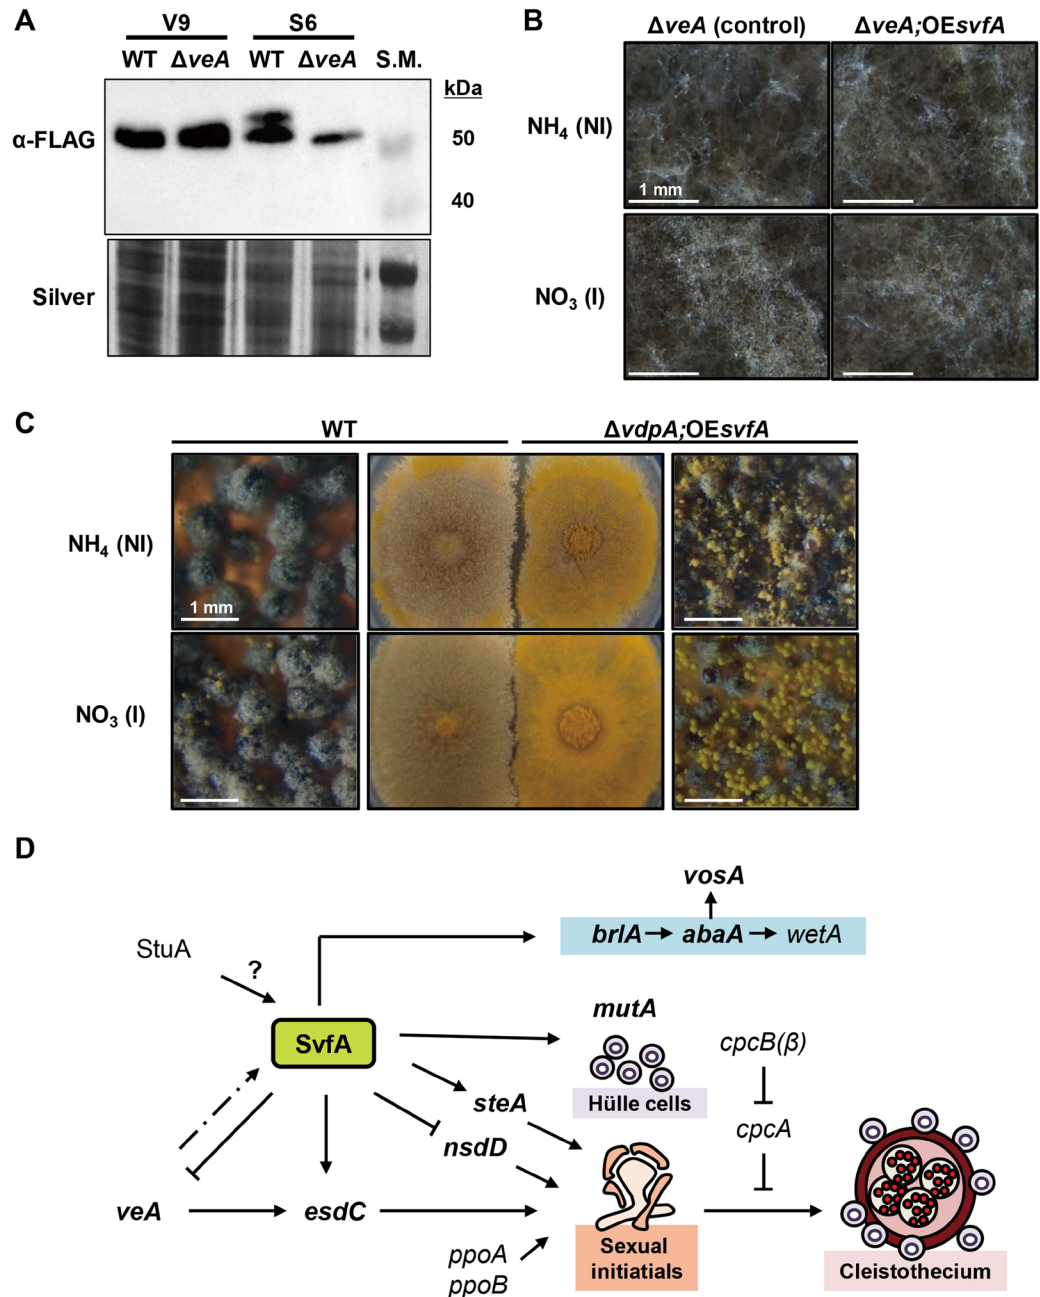 A
V9 S6
WT ΔveA WT ΔveA S.M.
kDa
α-FLAG
50
40
Silver
B
ΔveA (control) ΔveA;OEsvfA
NH4 (NI)
1 mm
NO3 (I)
C
WT ΔvdpA;OEsvfA
NH4 (NI)
1 mm
NO3 (I)
D
vosA
brlA abaA wetA
StuA
?
SvfA
mutA
Hülle cells
cpcB(β)
cpcA
steA
nsdD
veA esdC
ppoA
ppoB
Sexual
initiatials
Cleistothecium